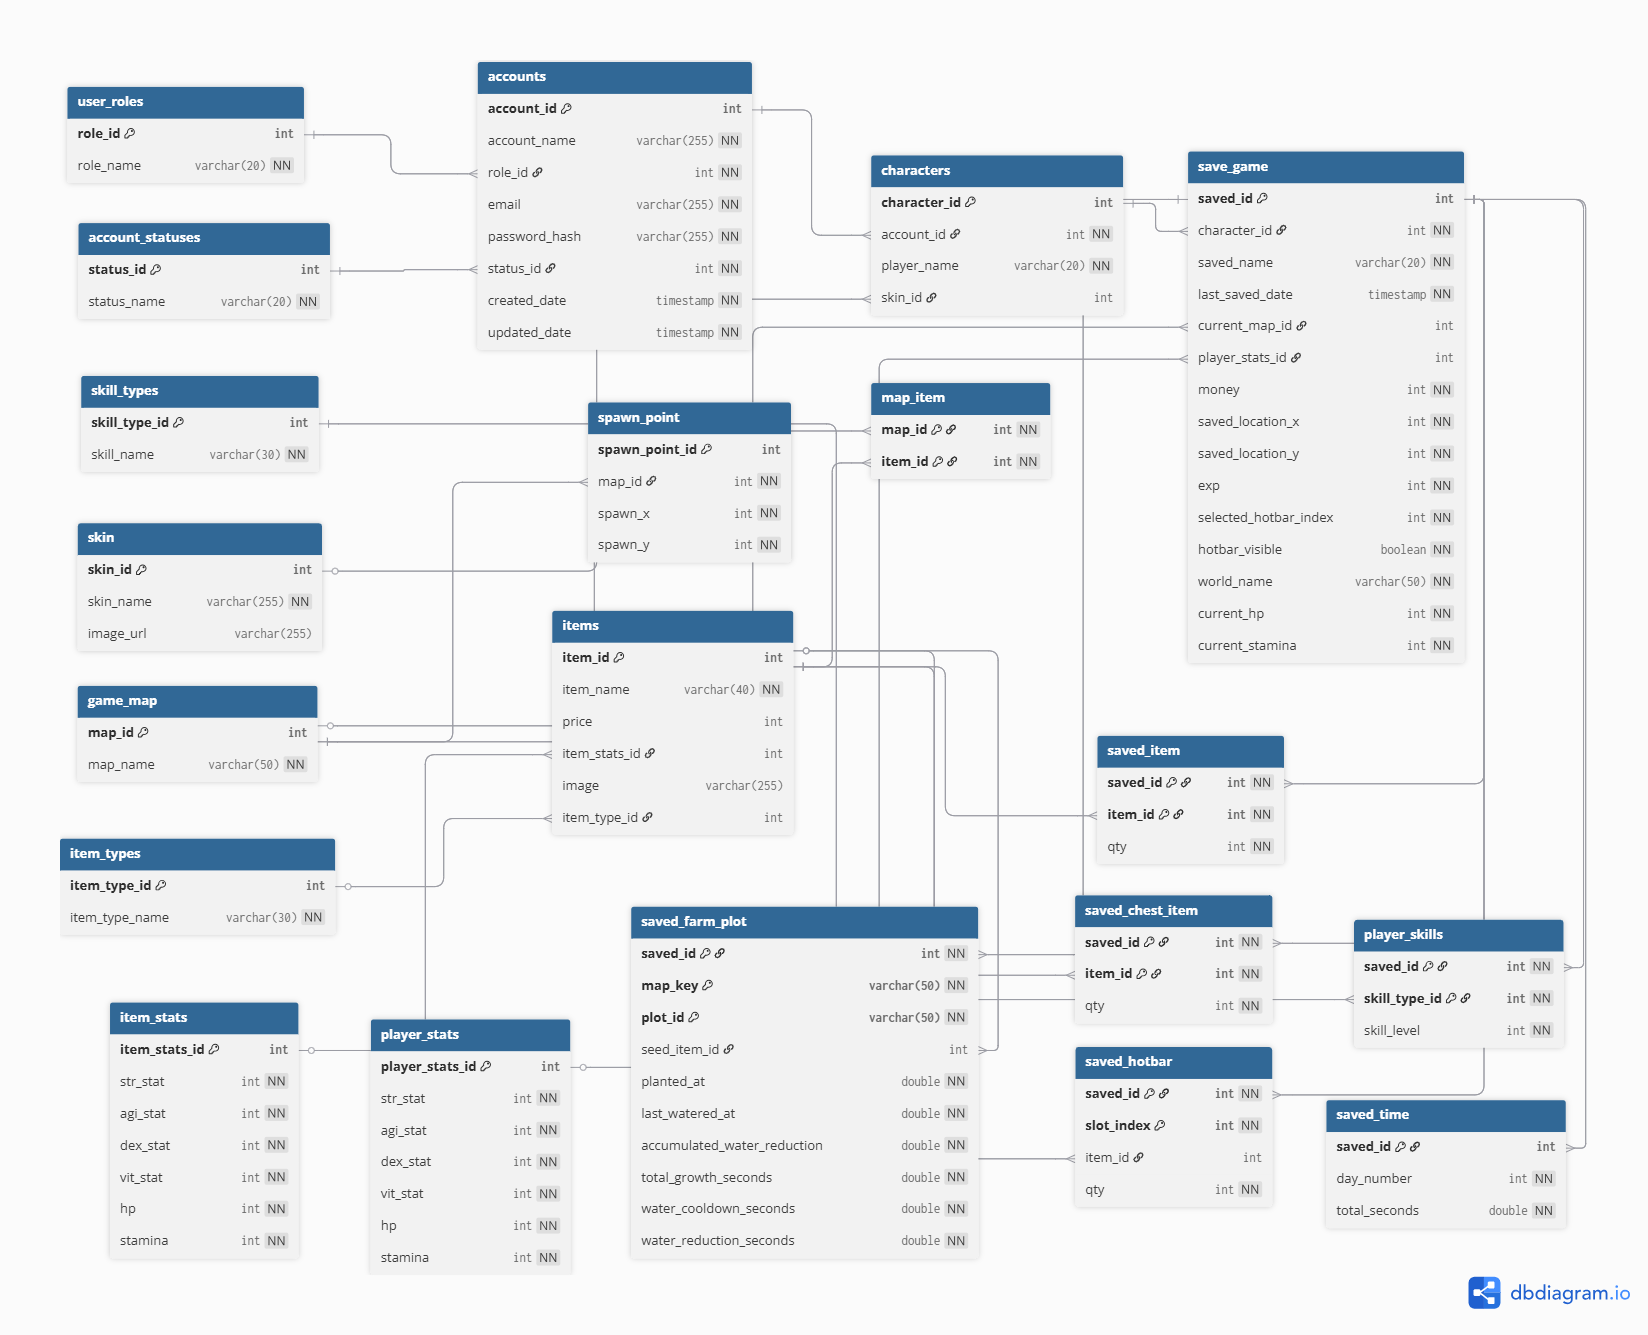 user_roles
role_id int
role_name varchar(20) NN
account_statuses
status_id int
status_name varchar(20) NN
skill_types
skill_type_id int
skill_name varchar(30) NN
skin
skin_id int
skin_name varchar(255) NN
image_url varchar(255)
game_map
map_id int
map_name varchar(50) NN
item_types
item_type_id int
item_type_name varchar(30) NN
item_stats
item_stats_id int
str_stat int NN
agi_stat int NN
dex_stat int NN
vit_stat int NN
hp int NN
stamina int NN
player_stats
player_stats_id int
str_stat int NN
agi_stat int NN
dex_stat int NN
vit_stat int NN
hp int NN
stamina int NN
accounts
account_id int
account_name varchar(255) NN
role_id int NN
email varchar(255) NN
password_hash varchar(255) NN
status_id int NN
created_date timestamp NN
updated_date timestamp NN
spawn_point
spawn_point_id int
map_id int NN
spawn_x int NN
spawn_y int NN
items
item_id int
item_name varchar(40) NN
price int
item_stats_id int
image varchar(255)
item_type_id int
saved_farm_plot
saved_id int NN
map_key varchar(50) NN
plot_id varchar(50) NN
seed_item_id int
planted_at double NN
last_watered_at double NN
accumulated_water_reduction double NN
total_growth_seconds double NN
water_cooldown_seconds double NN
water_reduction_seconds double NN
characters
character_id int
account_id int NN
player_name varchar(20) NN
skin_id int
map_item
map_id int NN
item_id int NN
save_game
saved_id int
character_id int NN
saved_name varchar(20) NN
last_saved_date timestamp NN
current_map_id int
player_stats_id int
money int NN
saved_location_x int NN
saved_location_y int NN
exp int NN
selected_hotbar_index int NN
hotbar_visible boolean NN
world_name varchar(50) NN
current_hp int NN
current_stamina int NN
saved_item
saved_id int NN
item_id int NN
qty int NN
saved_chest_item
saved_id int NN
item_id int NN
qty int NN
player_skills
saved_id int NN
skill_type_id int NN
skill_level int NN
saved_hotbar
saved_id int NN
slot_index int NN
item_id int
qty int NN
saved_time
saved_id int
day_number int NN
total_seconds double NN
dbdiagram.io